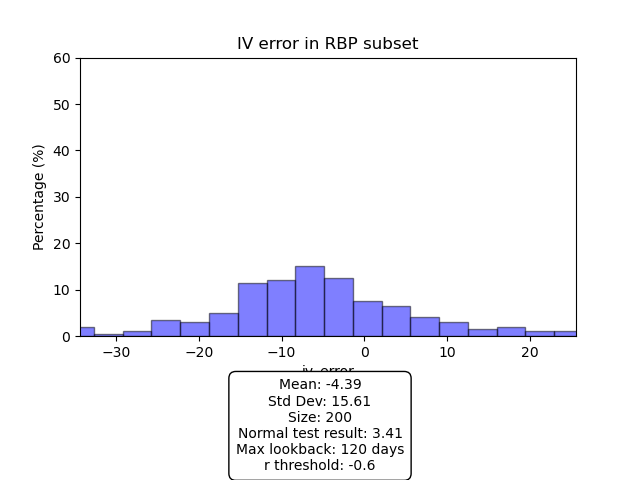 IV error in RBP subset
60
50
40
30
20
10
0
Percentage (%)
−30
−20
−10
0
10
20
iv_error
Mean: -4.39
Std Dev: 15.61
Size: 200
Normal test result: 3.41
Max lookback: 120 days
r threshold: -0.6